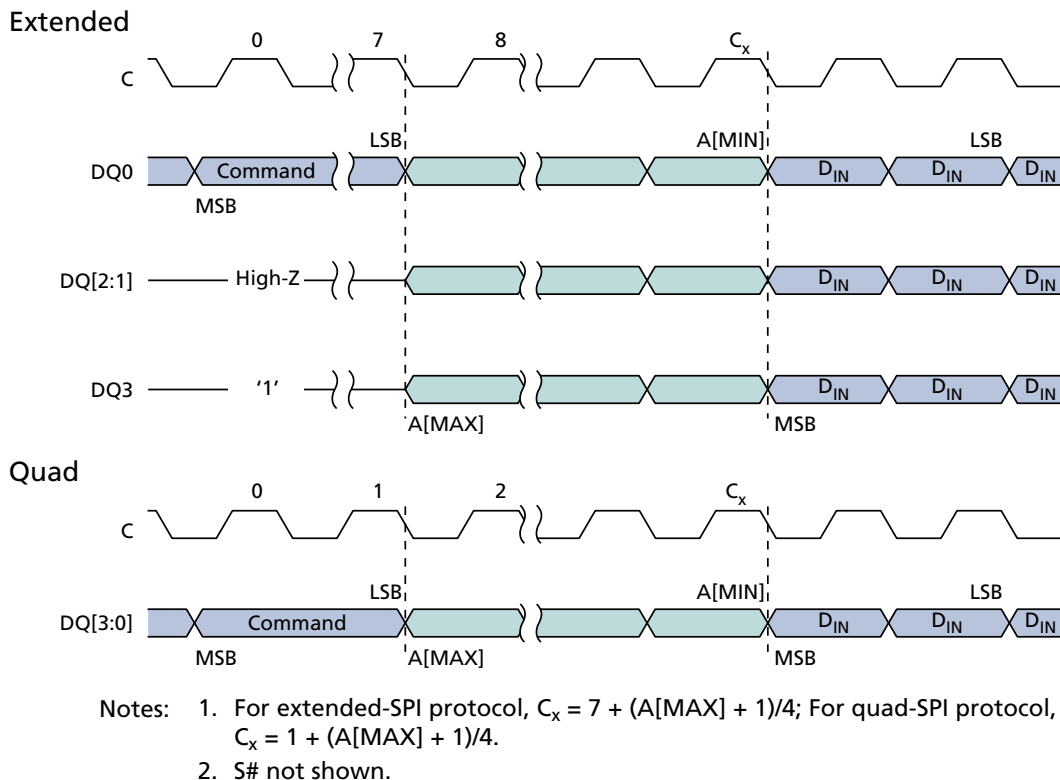 Extended
0 7 8 Cx
C
LSB A[MIN] LSB
DQ0 Command DIN DIN DIN
MSB
DQ[2:1] High-Z DIN DIN DIN
DQ3 ‘1’ DIN DIN DIN
A[MAX] MSB
Quad
0 1 2 Cx
C
LSB A[MIN] LSB
DQ[3:0] Command DIN DIN DIN
MSB A[MAX] MSB
Notes: 1. For extended-SPI protocol, Cx = 7 + (A[MAX] + 1)/4; For quad-SPI protocol,
Cx = 1 + (A[MAX] + 1)/4.
2. S# not shown.